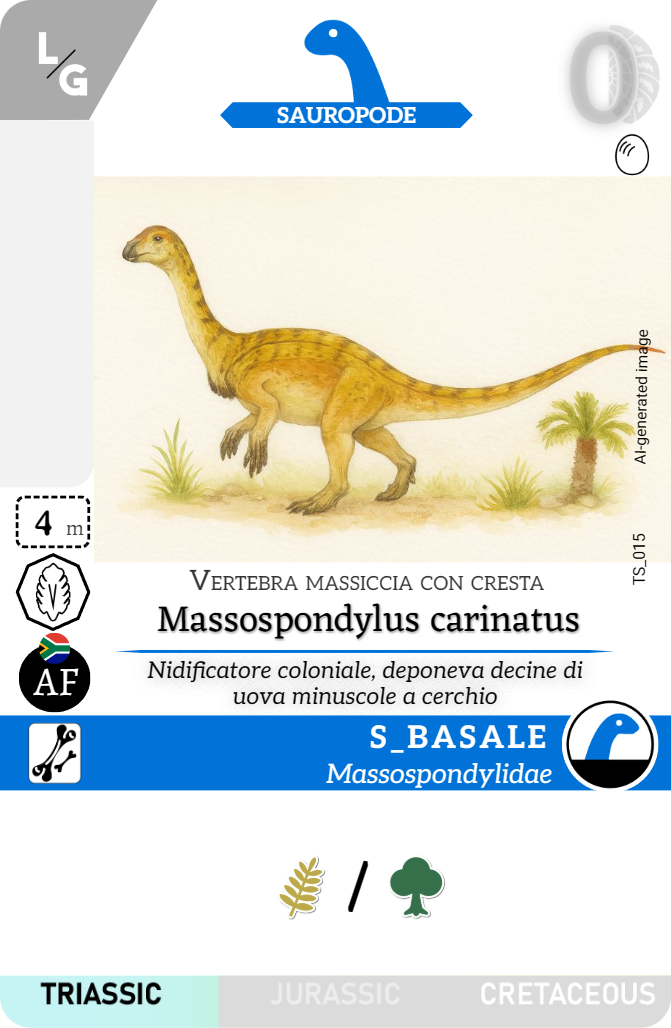 L/G
SAUROPODE
0
AI-generated image
4 m
TS_015
VERTEBRA MASSICCIA CON CRESTA
Massospondylus carinatus
AF
Nidificatore coloniale, deponeva decine di
uova minuscole a cerchio
S_BASALE
Massospondylidae
/
TRIASSIC JURASSIC CRETACEOUS